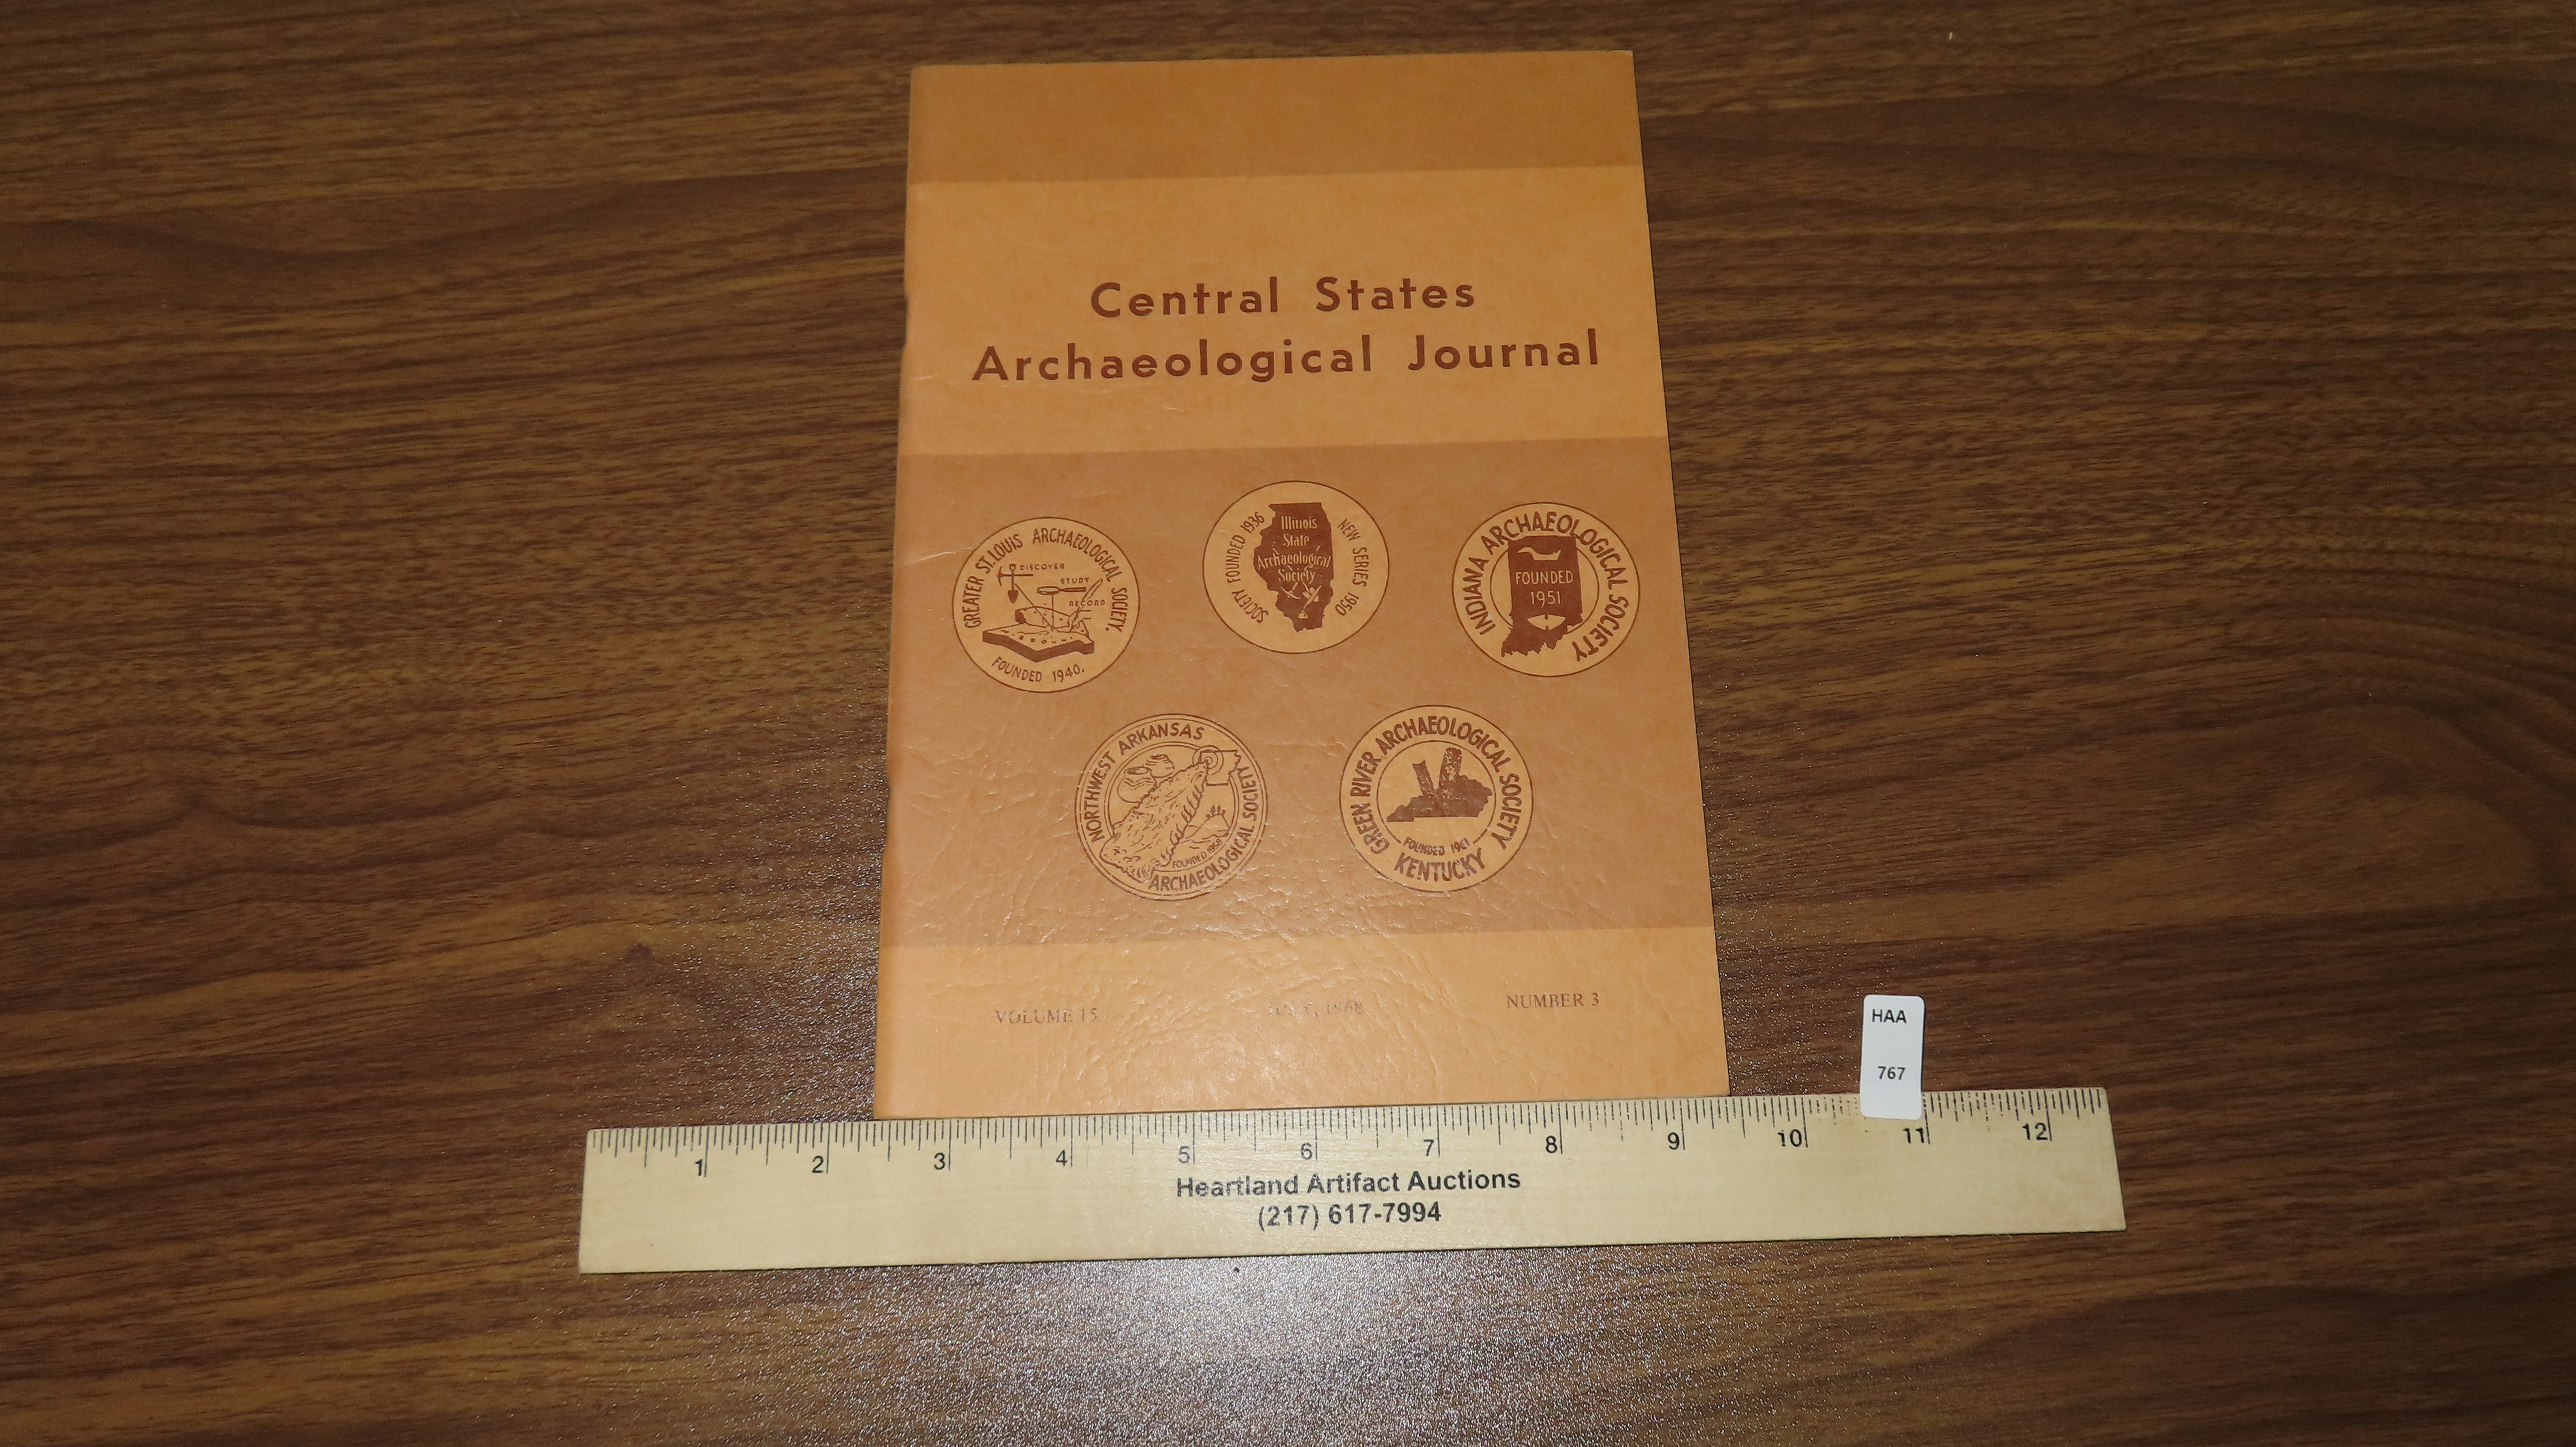 Central States
Archaeological Journal
GREATER ST. LOUIS ARCHAEOLOGICAL SOCIETY.
DISCOVER
STUDY
RECORD
FOUNDED 1940.
SOCIETY FOUNDED 1936
Illinois
State
Archaeological
Society
NEW SERIES 1950
INDIANA ARCHAEOLOGICAL SOCIETY
FOUNDED
1951
NORTHWEST ARKANSAS
ARCHAEOLOGICAL SOCIETY
FOUNDED
GREEN RIVER ARCHAEOLOGICAL SOCIETY
FOUNDED 1961
KENTUCKY
VOLUME 15
JULY, 1968
NUMBER 3
HAA
767
1 2 3 4 5 6 7 8 9 10 11 12
Heartland Artifact Auctions
(217) 617-7994